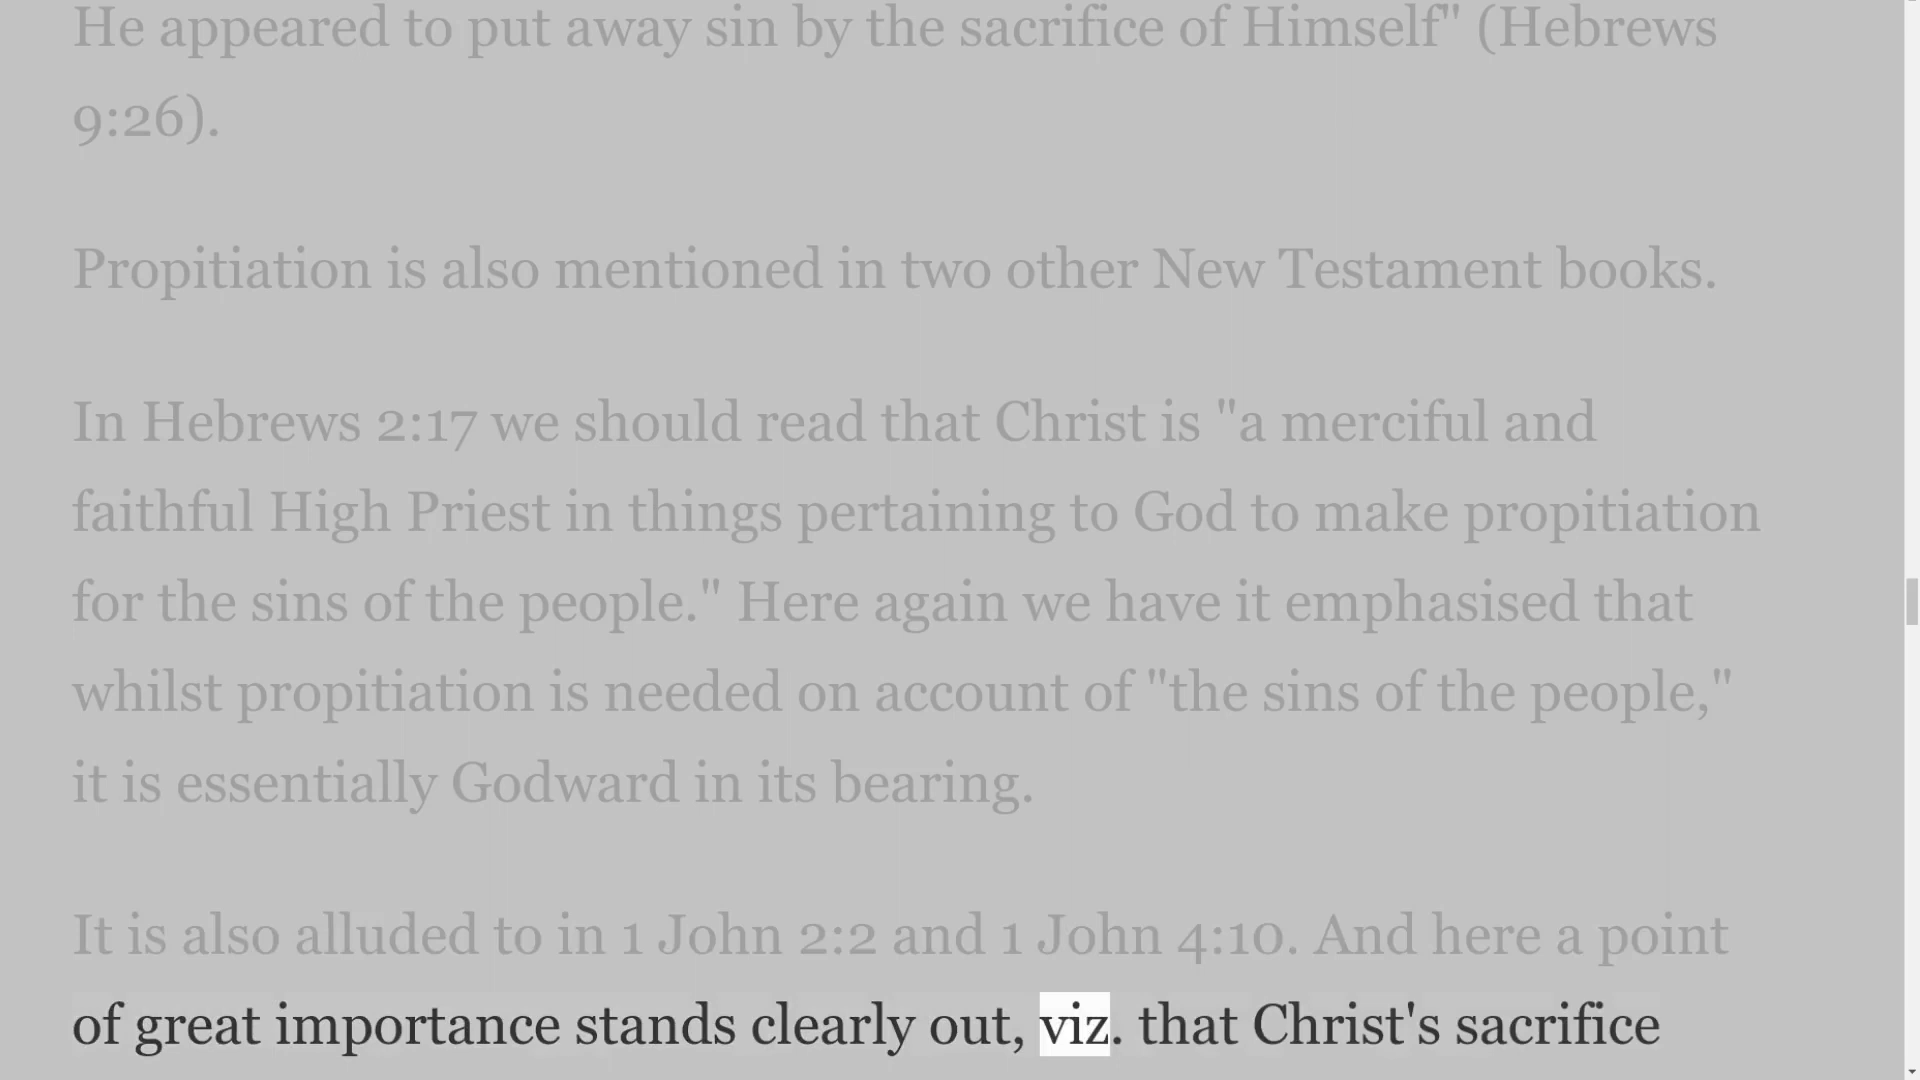 He appeared to put away sin by the sacrifice of Himself" (Hebrews
9:26).
Propitiation is also mentioned in two other New Testament books.
In Hebrews 2:17 we should read that Christ is "a merciful and
faithful High Priest in things pertaining to God to make propitiation
for the sins of the people." Here again we have it emphasised that
whilst propitiation is needed on account of "the sins of the people,"
it is essentially Godward in its bearing.
It is also alluded to in 1 John 2:2 and 1 John 4:10. And here a point
of great importance stands clearly out, viz. that Christ's sacrifice